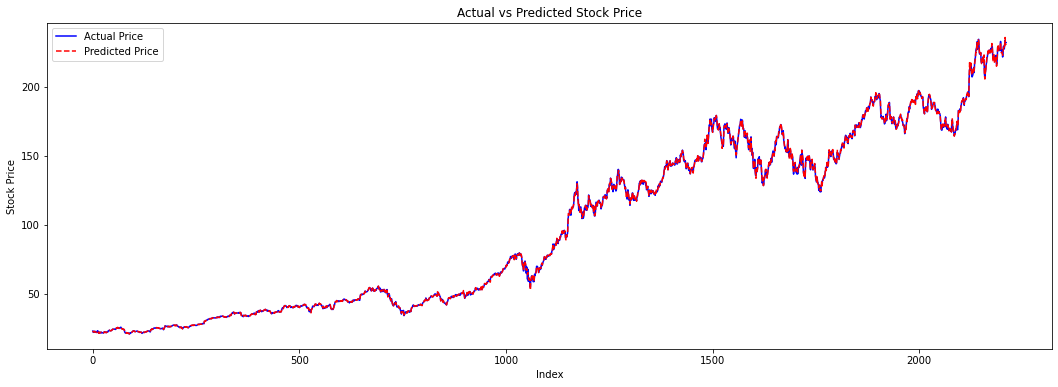 Actual vs Predicted Stock Price
Actual Price
Predicted Price
Stock Price
200
150
100
50
0
500
1000
1500
2000
Index